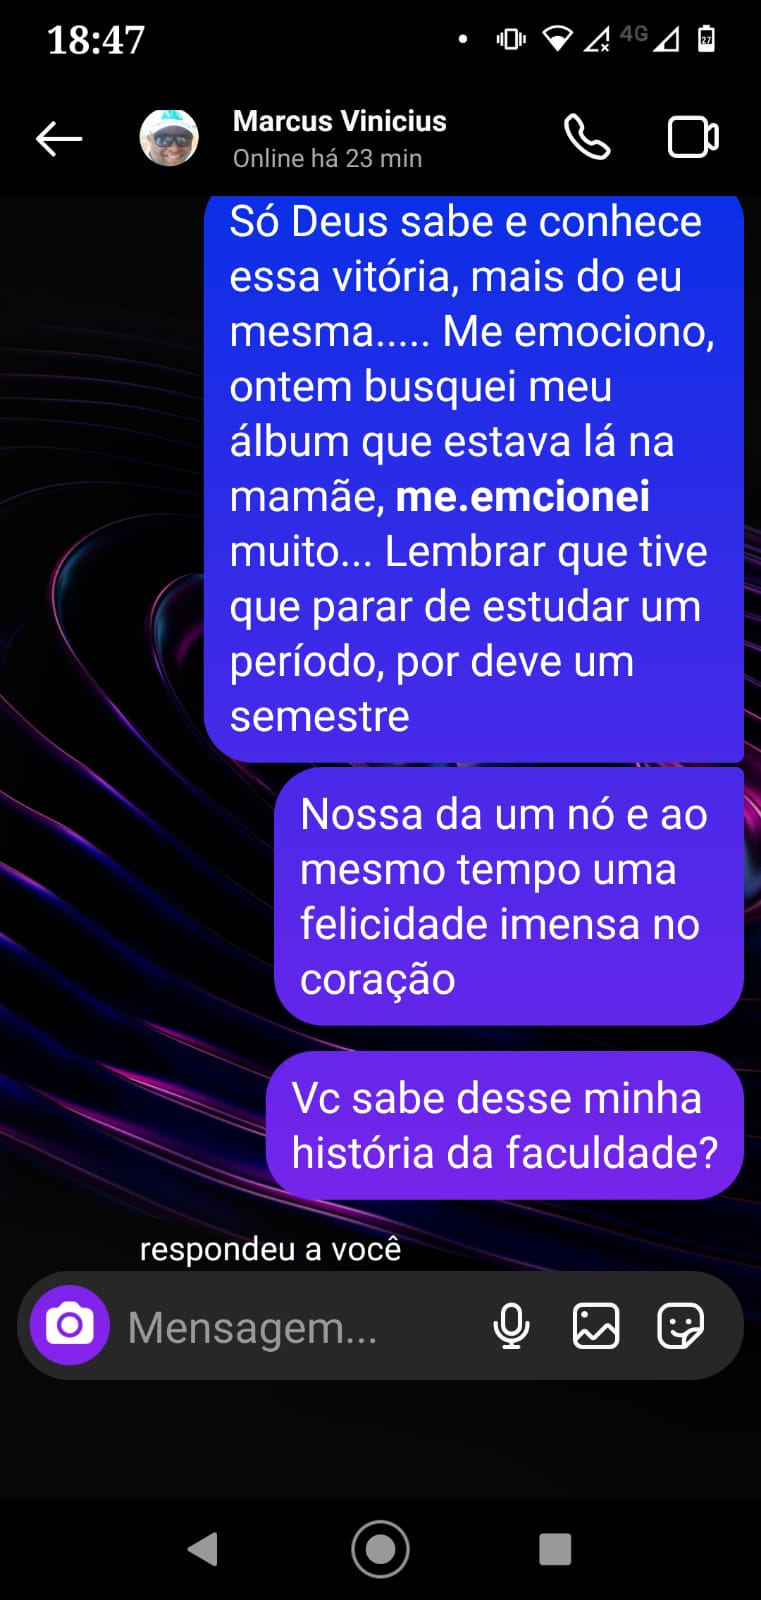 18:47
4G
27
Marcus Vinicius
Online há 23 min
Só Deus sabe e conhece
essa vitória, mais do eu
mesma..... Me emociono,
ontem busquei meu
álbum que estava lá na
mamãe, me.emcionei
muito... Lembrar que tive
que parar de estudar um
período, por deve um
semestre
Nossa da um nó e ao
mesmo tempo uma
felicidade imensa no
coração
Vc sabe desse minha
história da faculdade?
respondeu a você
Mensagem...